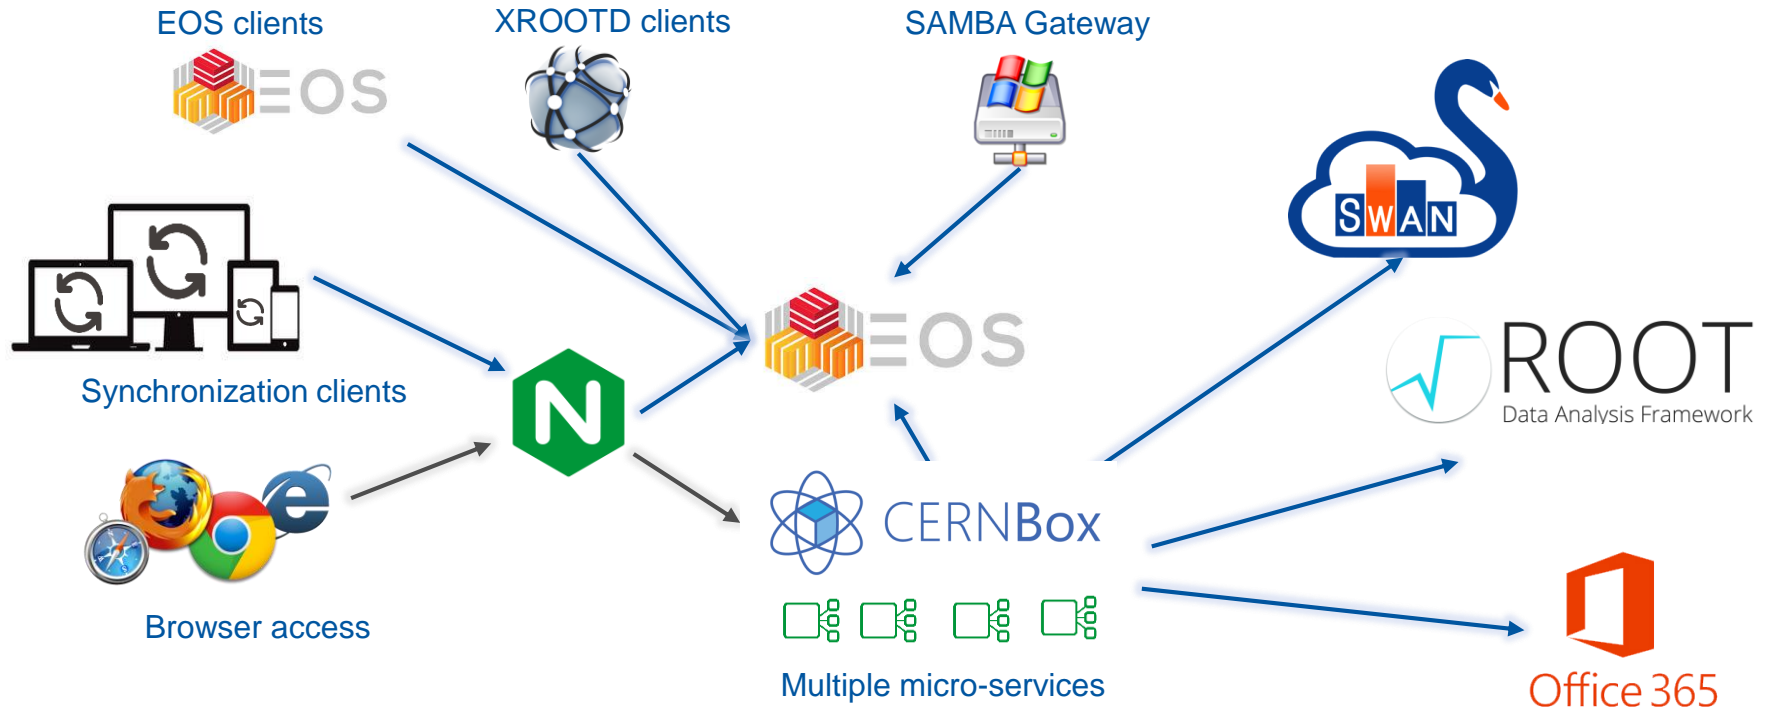 EOS clients
XROOTD clients
SAMBA Gateway
EOS
SWAN
Synchronization clients
N
EOS
ROOT
Data Analysis Framework
CERNBox
Browser access
Multiple micro-services
Office 365